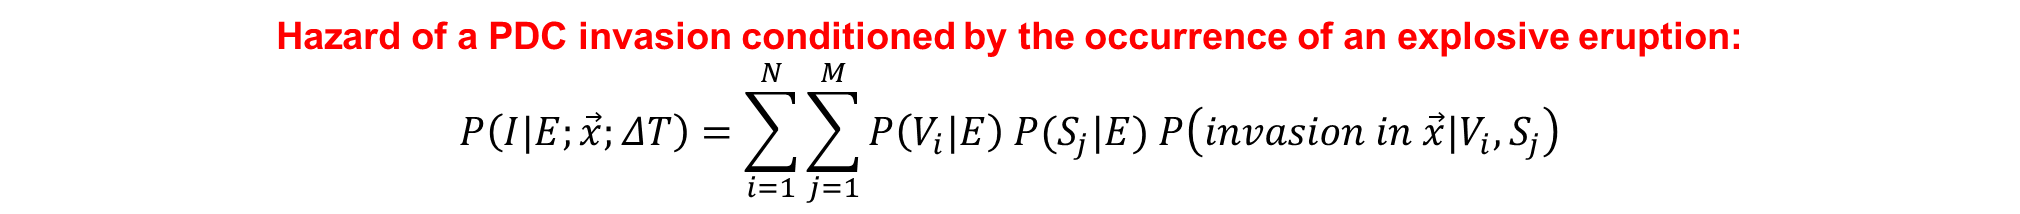 Hazard of a PDC invasion conditioned by the occurrence of an explosive eruption:
P(I|E; x⃗; ΔT) = ∑_{i=1}^{N} ∑_{j=1}^{M} P(V_i|E) P(S_j|E) P(invasion in x⃗|V_i, S_j)